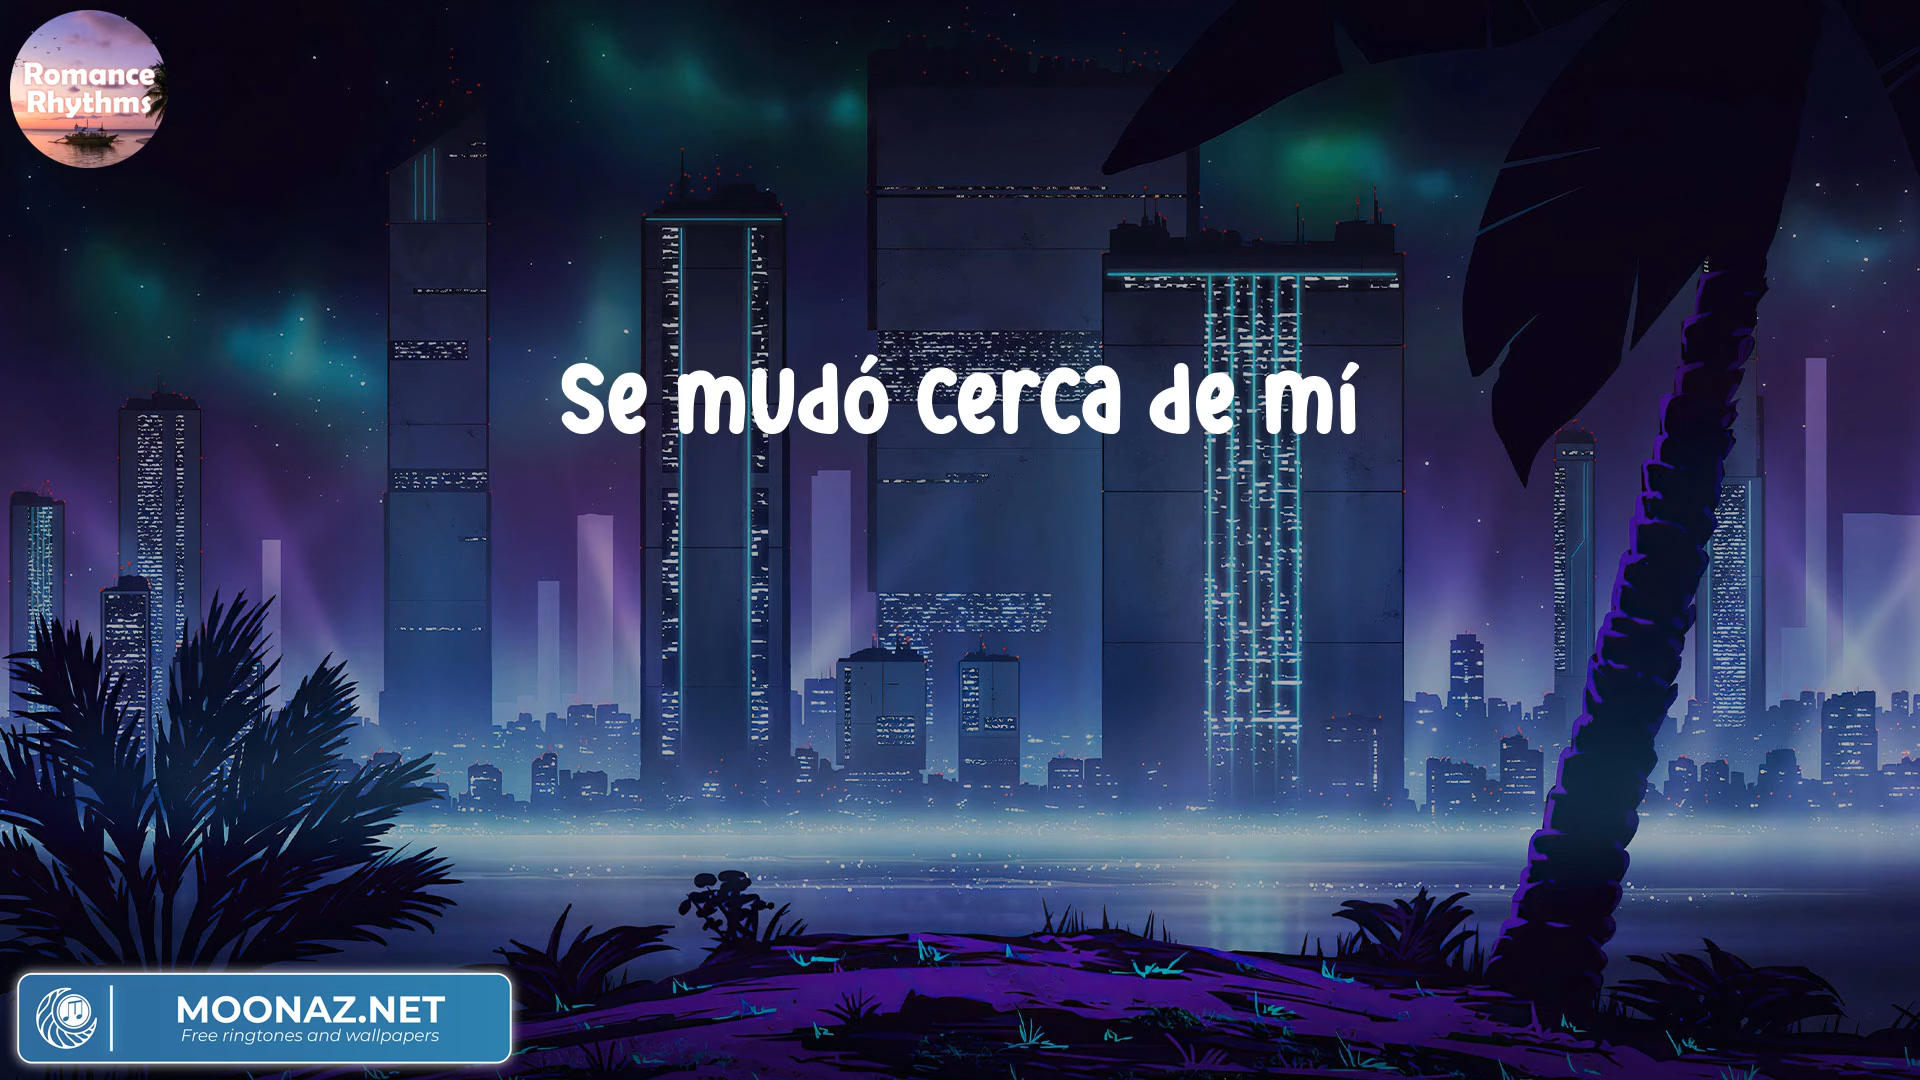 Romance
Rhythms
Se mudó cerca de mí
MOONAZ.NET
Free ringtones and wallpapers